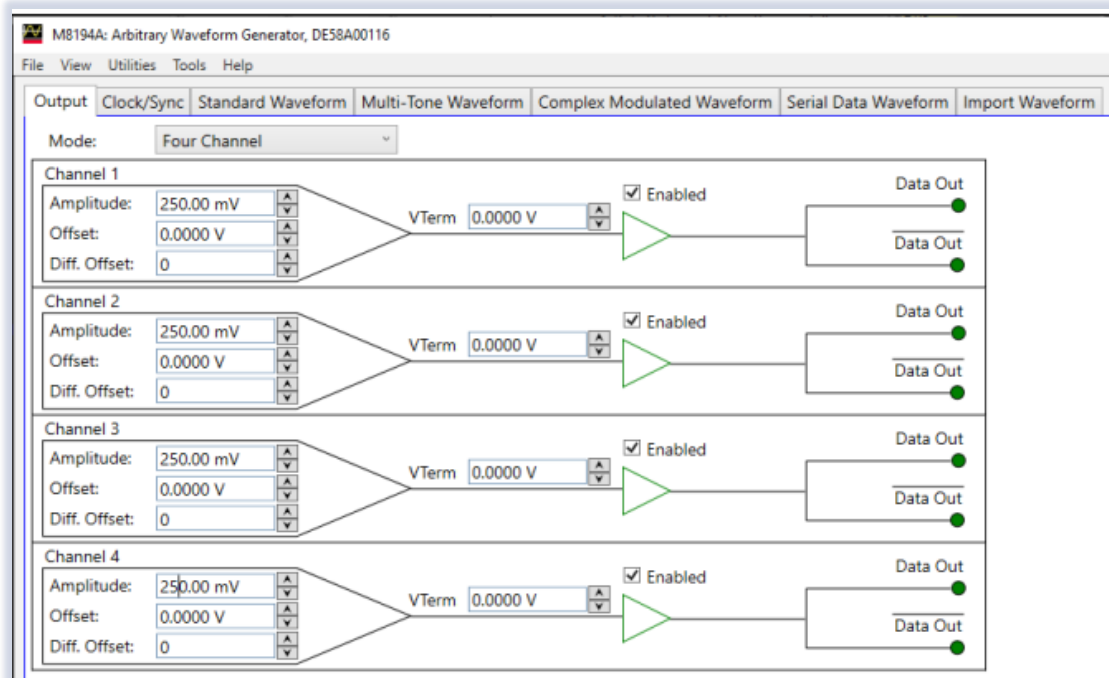 M8194A: Arbitrary Waveform Generator, DE58A00116
File View Utilities Tools Help
Output Clock/Sync Standard Waveform Multi-Tone Waveform Complex Modulated Waveform Serial Data Waveform Import Waveform
Mode: Four Channel
Channel 1
Amplitude: 250.00 mV
Offset: 0.0000 V
Diff. Offset: 0
VTerm 0.0000 V
Enabled
Data Out
Data Out
Channel 2
Amplitude: 250.00 mV
Offset: 0.0000 V
Diff. Offset: 0
VTerm 0.0000 V
Enabled
Data Out
Data Out
Channel 3
Amplitude: 250.00 mV
Offset: 0.0000 V
Diff. Offset: 0
VTerm 0.0000 V
Enabled
Data Out
Data Out
Channel 4
Amplitude: 250.00 mV
Offset: 0.0000 V
Diff. Offset: 0
VTerm 0.0000 V
Enabled
Data Out
Data Out